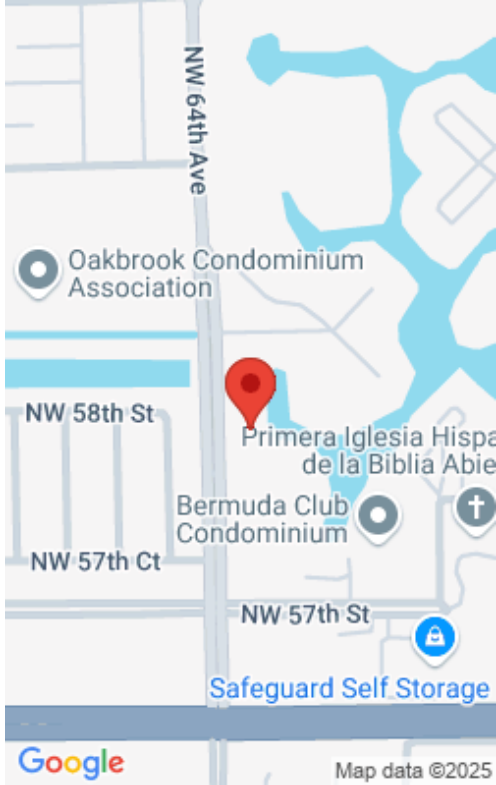 NW 64th Ave
Oakbrook Condominium
Association
NW 58th St
Primera Iglesia Hispa
de la Biblia Abie
Bermuda Club
Condominium
NW 57th Ct
NW 57th St
Safeguard Self Storage
Google
Map data ©2025